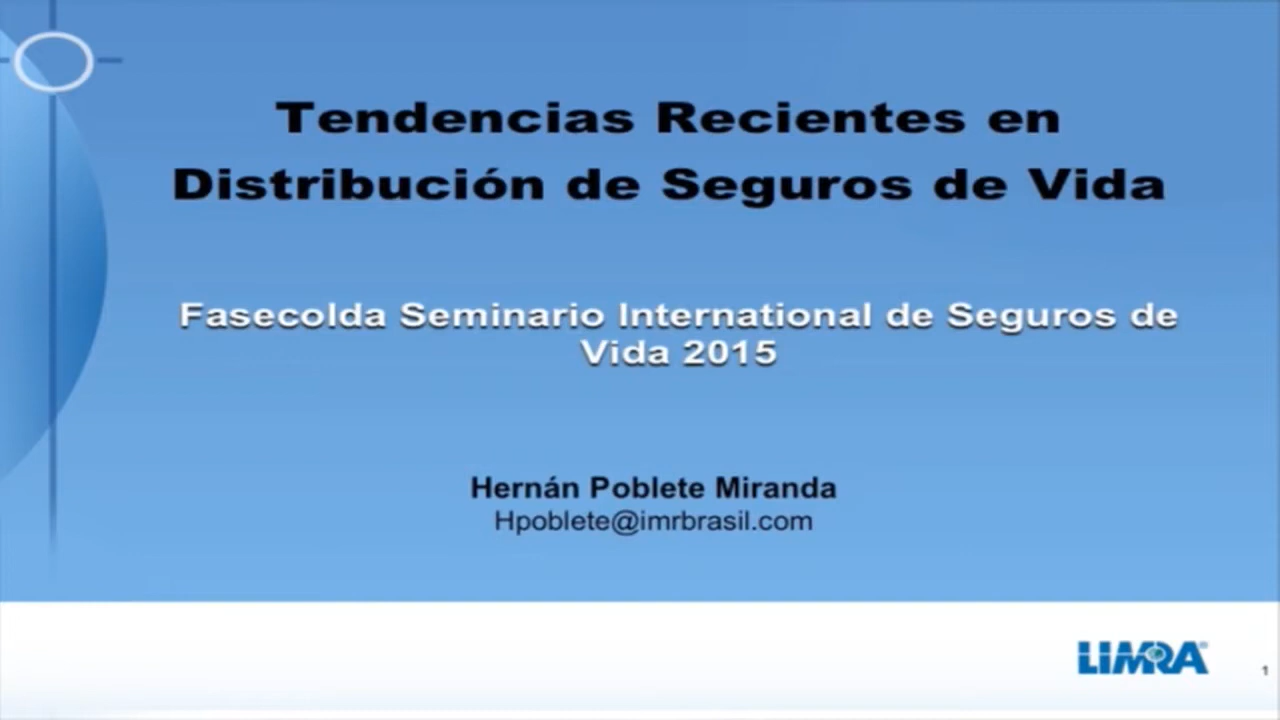 Tendencias Recientes en
Distribución de Seguros de Vida
Fasecolda Seminario International de Seguros de
Vida 2015
Hernán Poblete Miranda
Hpoblete@imrbrasil.com
LIMRA®
1